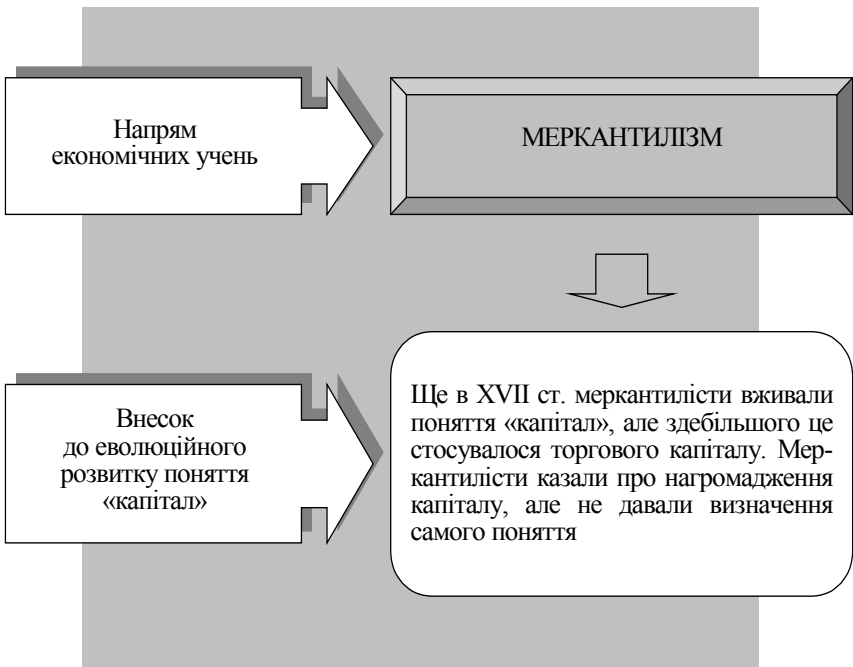 Напрям
економічних учень
МЕРКАНТИЛІЗМ
Внесок
до еволюційного
розвитку поняття
«капітал»
Ще в XVII ст. меркантилісти вживали
поняття «капітал», але здебільшого це
стосувалося торгового капіталу. Мер-
кантилісти казали про нагромадження
капіталу, але не давали визначення
самого поняття